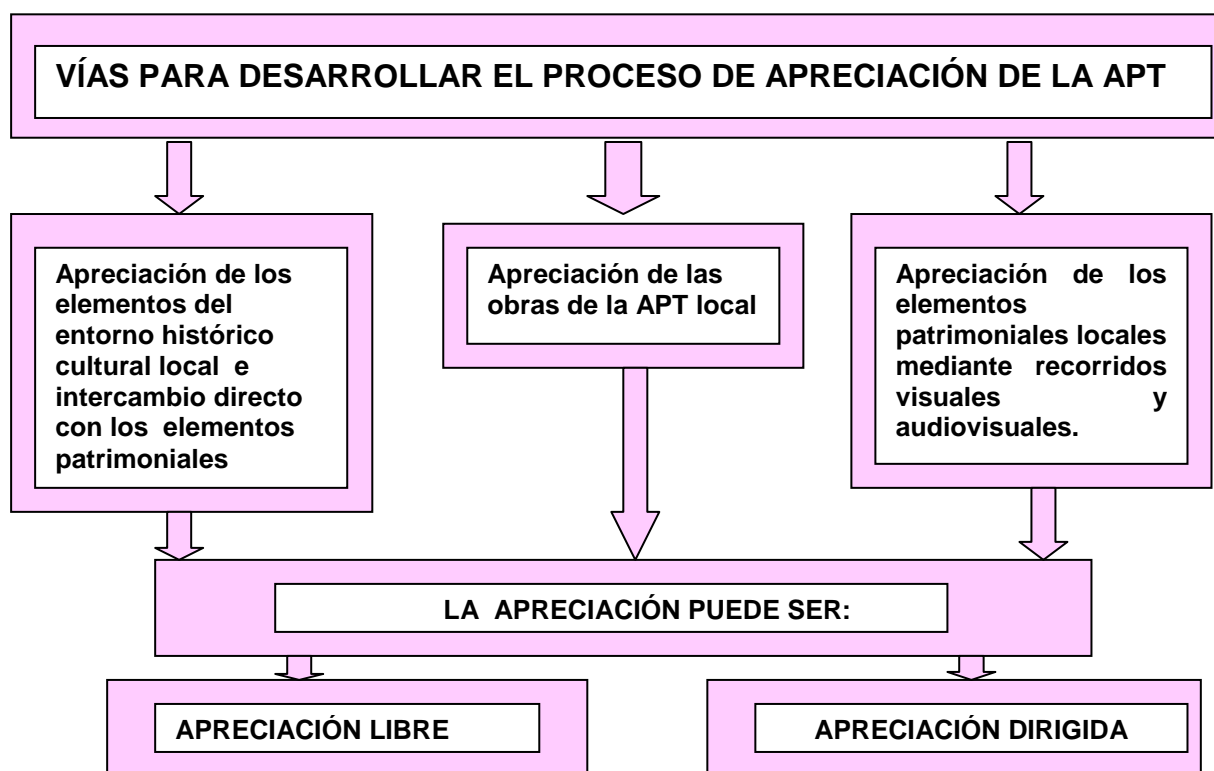 VÍAS PARA DESARROLLAR EL PROCESO DE APRECIACIÓN DE LA APT
Apreciación de los
elementos del
entorno histórico
cultural local e
intercambio directo
con los elementos
patrimoniales
Apreciación de las
obras de la APT local
Apreciación de los
elementos
patrimoniales locales
mediante recorridos
visuales y
audiovisuales.
LA APRECIACIÓN PUEDE SER:
APRECIACIÓN LIBRE
APRECIACIÓN DIRIGIDA